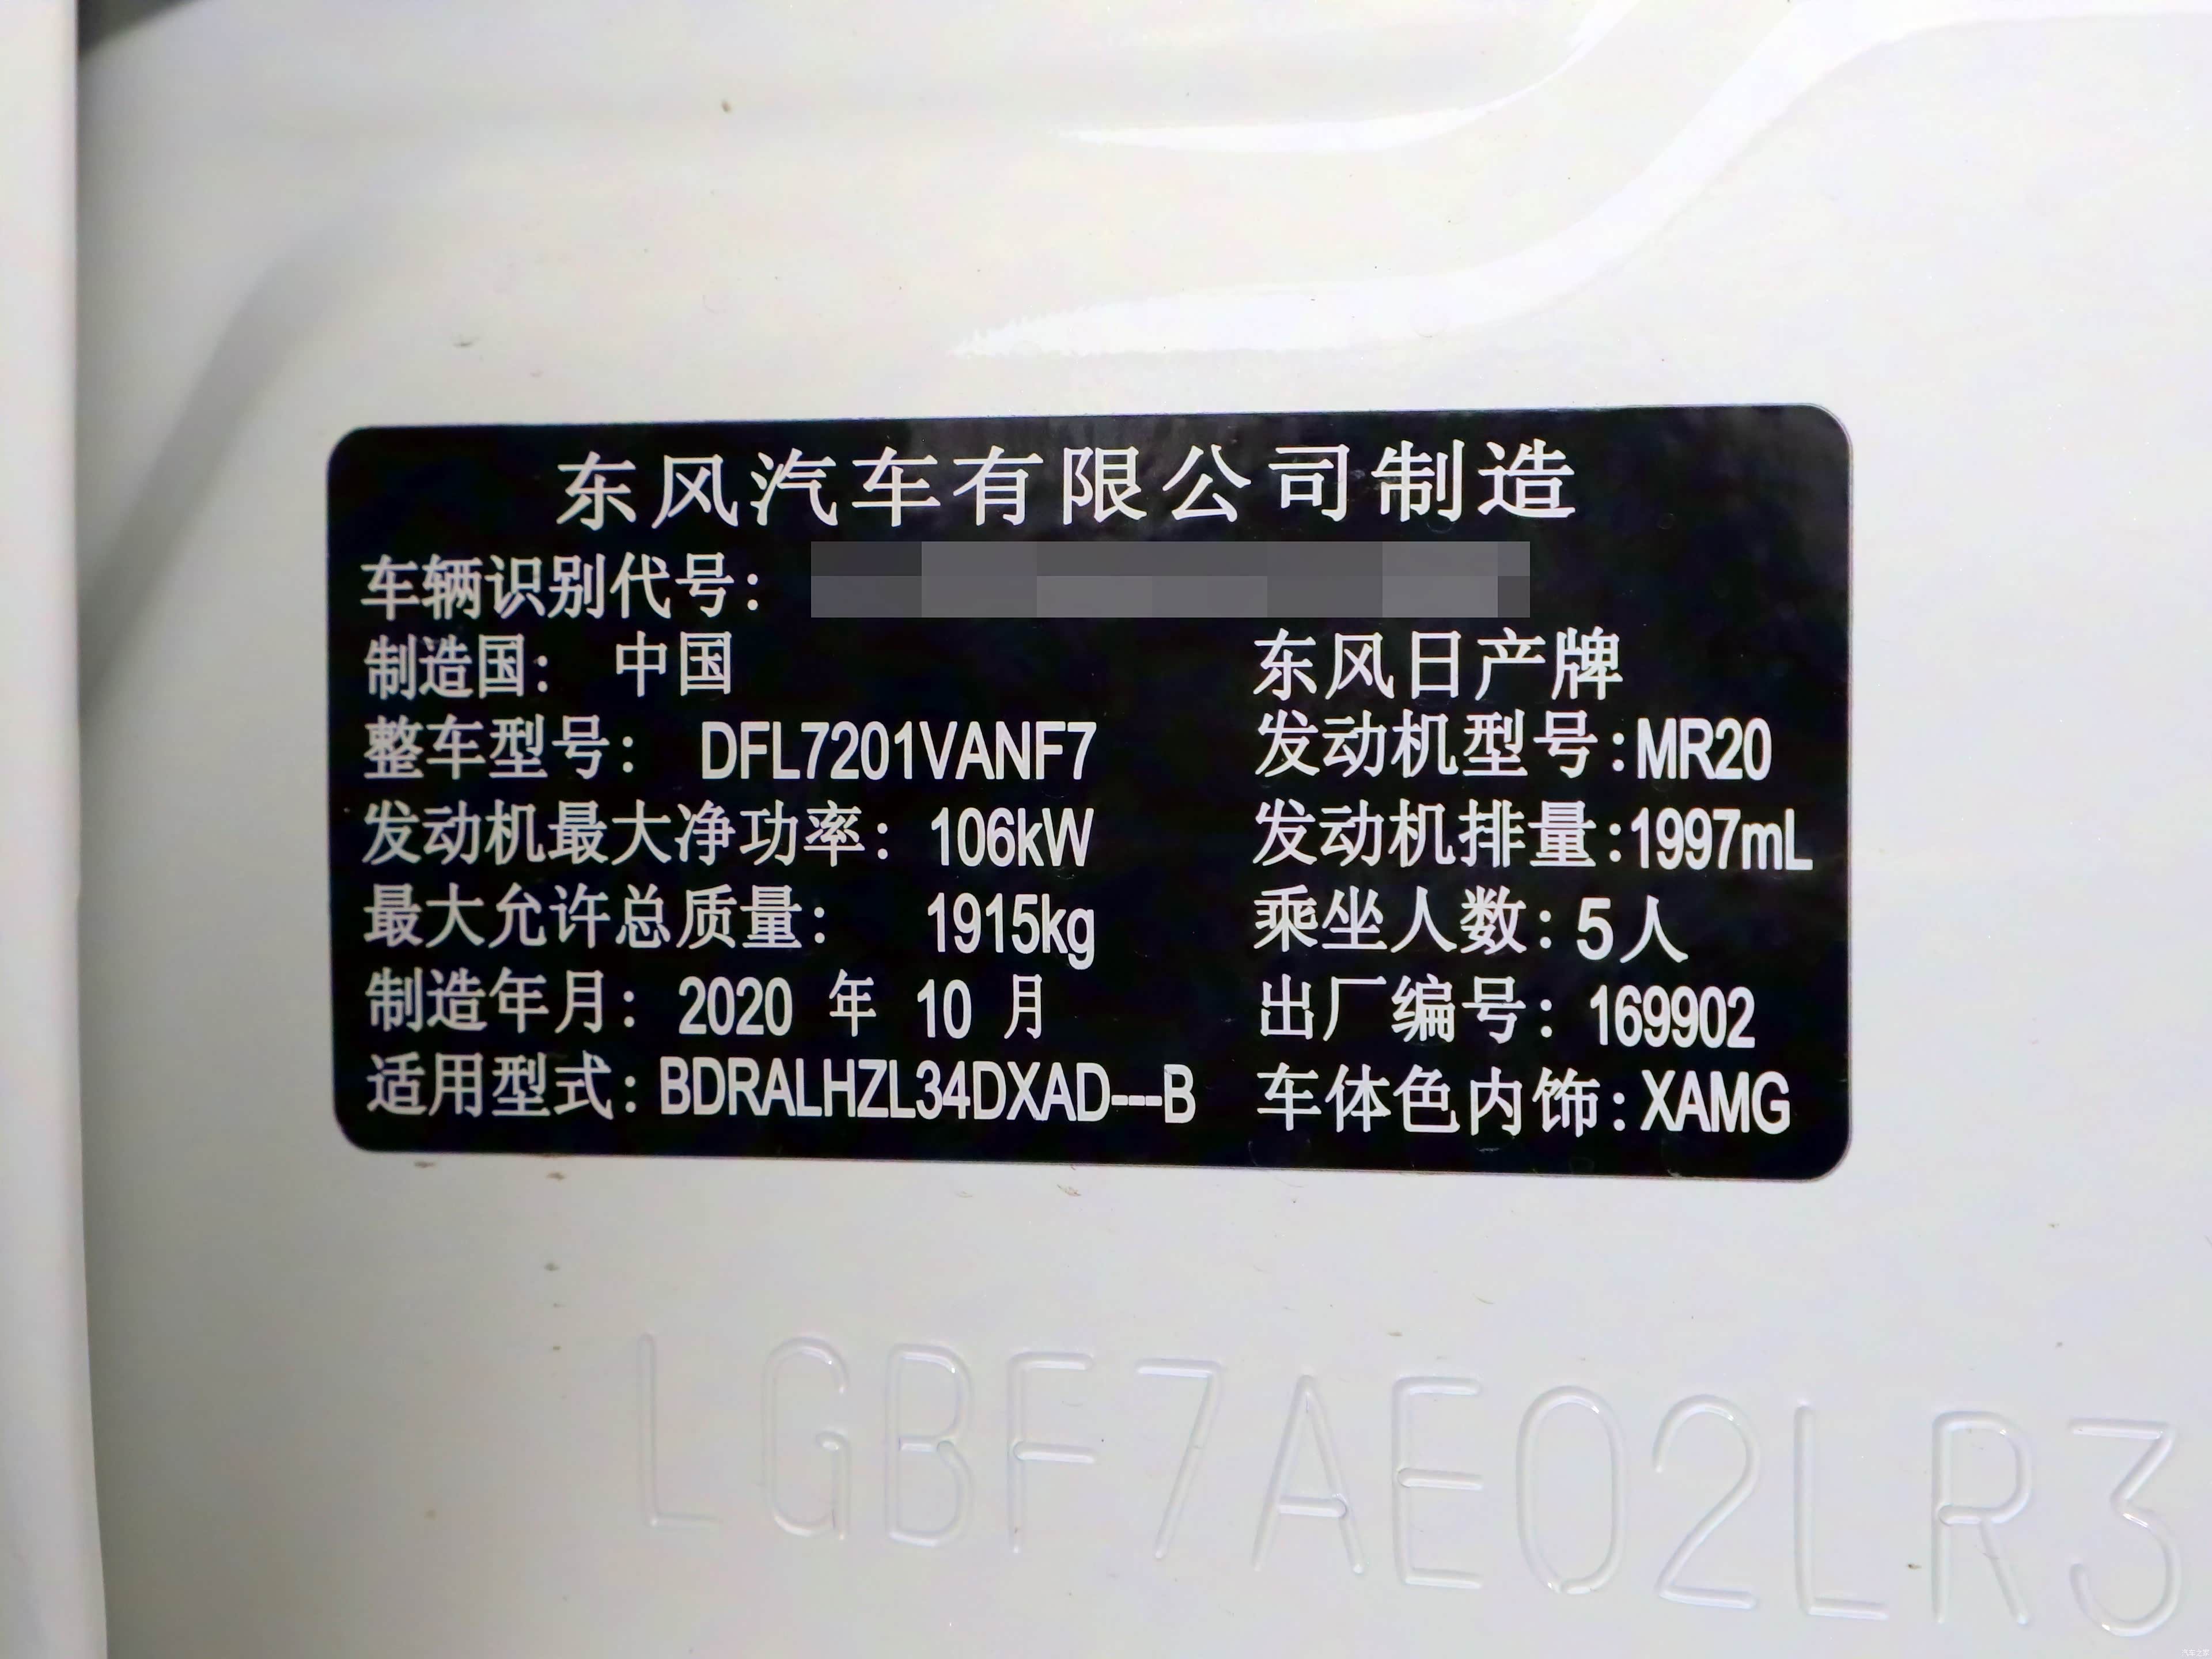 东风汽车有限公司制造
车辆识别代号:
制造国: 中国 东风日产牌
整车型号: DFL7201VANF7 发动机型号:MR20
发动机最大净功率: 106kW 发动机排量:1997mL
最大允许总质量: 1915kg 乘坐人数: 5人
制造年月: 2020 年 10 月 出厂编号: 169902
适用型式: BDRALHZL34DXAD---B 车体色内饰: XAMG
LGBF7AE02LR3
汽车之家